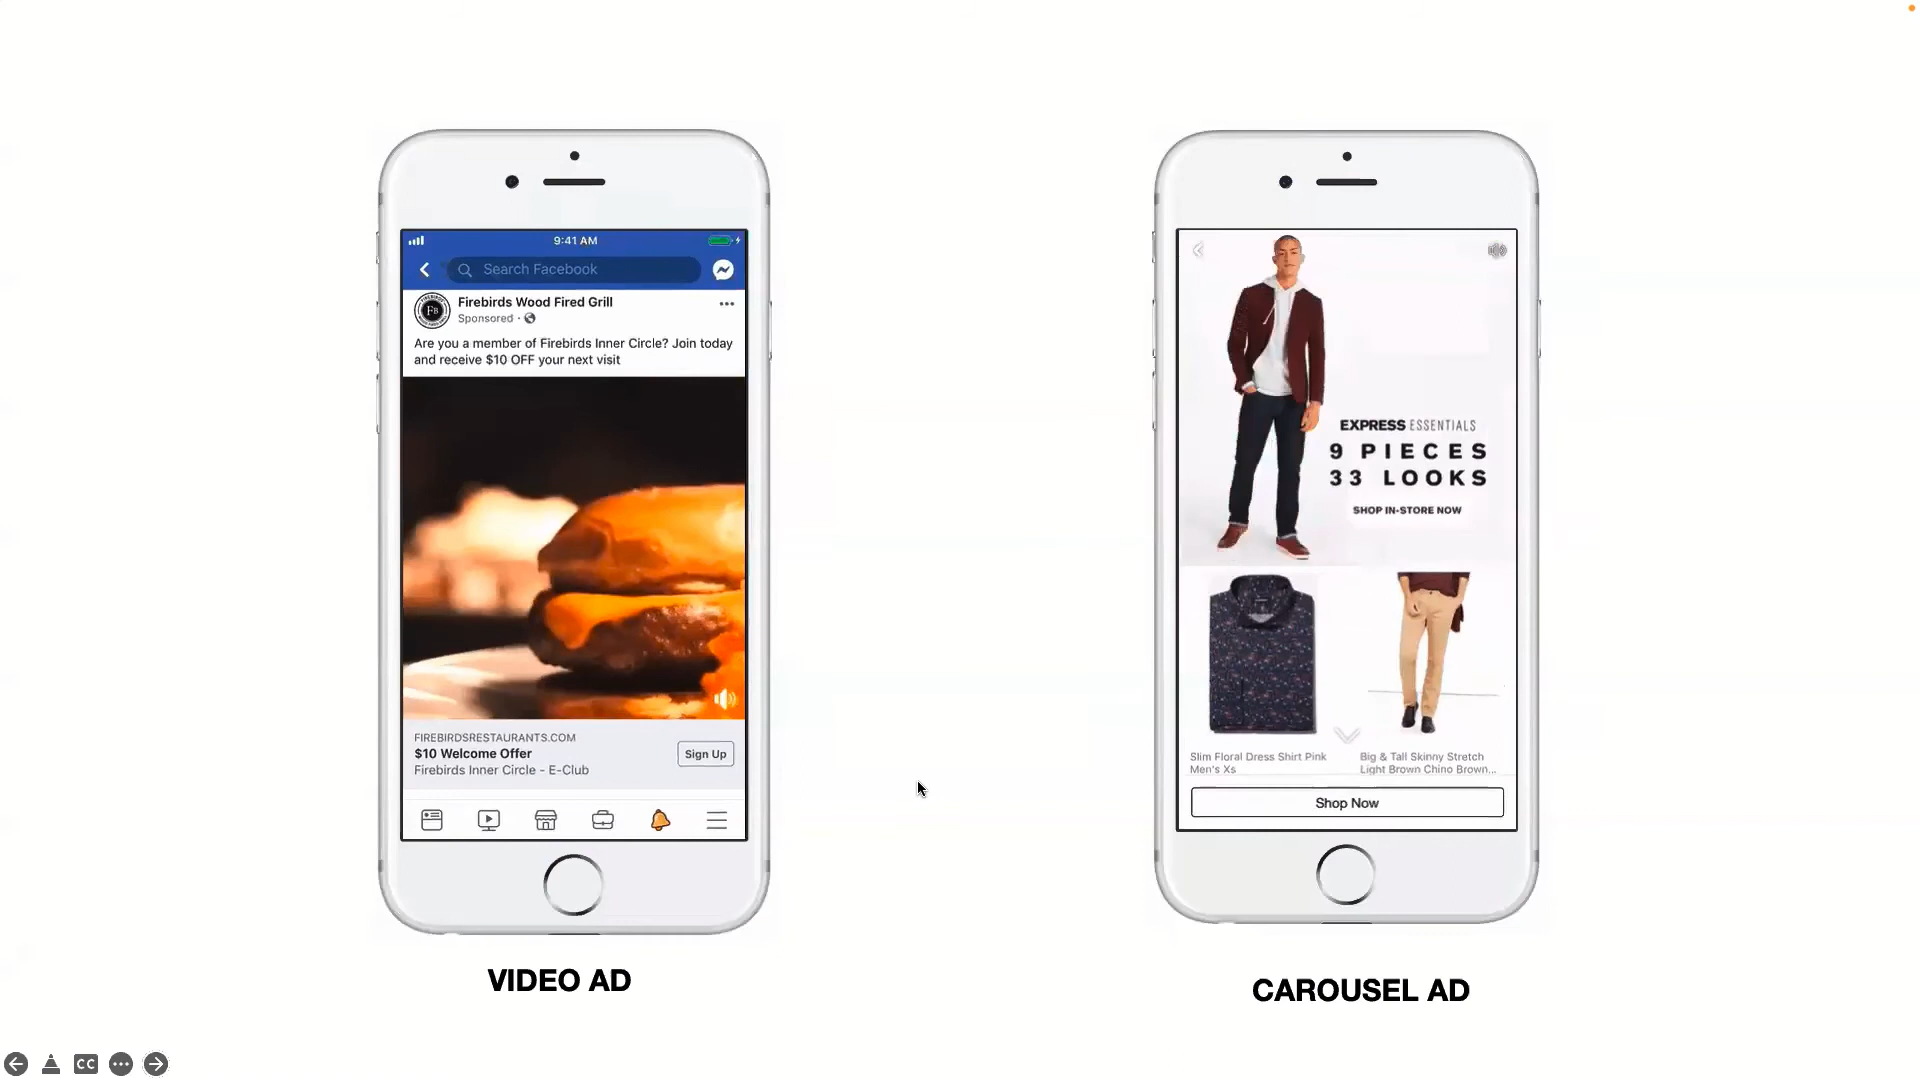 9:41 AM
Search Facebook
FB
Firebirds Wood Fired Grill
Sponsored ·
Are you a member of Firebirds Inner Circle? Join today
and receive $10 OFF your next visit
FIREBIRDSRESTAURANTS.COM
$10 Welcome Offer
Firebirds Inner Circle - E-Club
Sign Up
VIDEO AD
EXPRESS ESSENTIALS
9 PIECES
33 LOOKS
SHOP IN-STORE NOW
Slim Floral Dress Shirt Pink
Men's Xs
Big & Tall Skinny Stretch
Light Brown Chino Brown...
Shop Now
CAROUSEL AD
CC